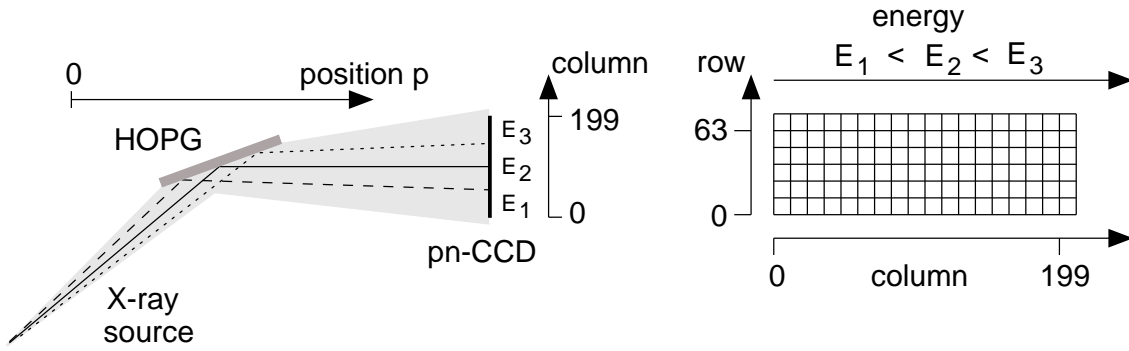 0
position p
HOPG
X-ray
source
E3
E2
E1
pn-CCD
column
199
0
energy
E1 < E2 < E3
row
63
0
0
column
199